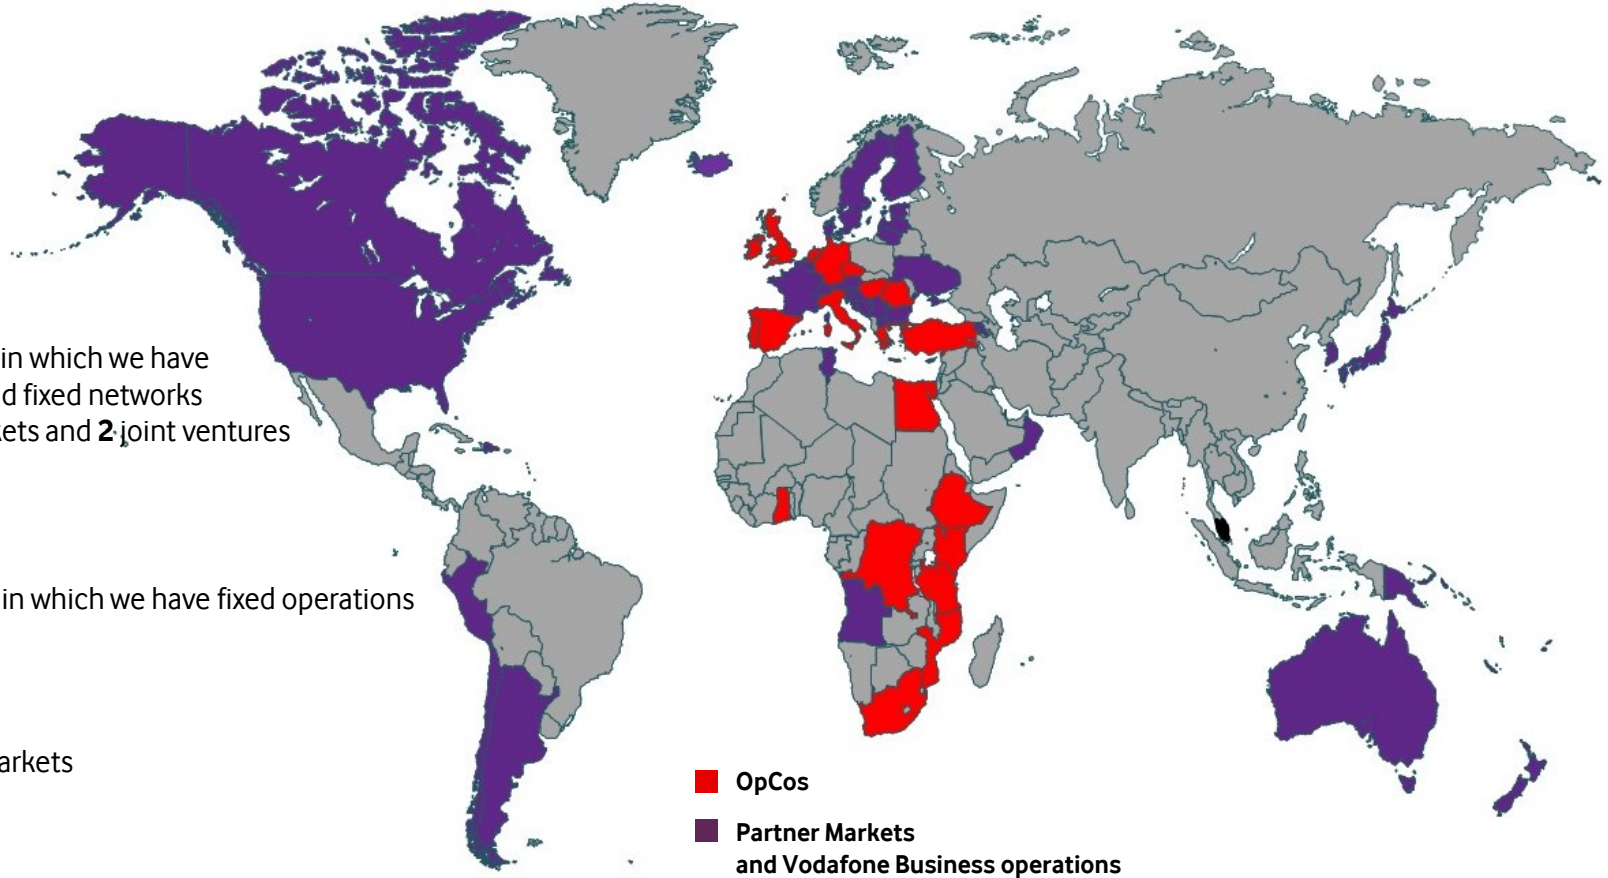 in which we have
d fixed networks
ets and 2 joint ventures
in which we have fixed operations
arkets
OpCos
Partner Markets
and Vodafone Business operations